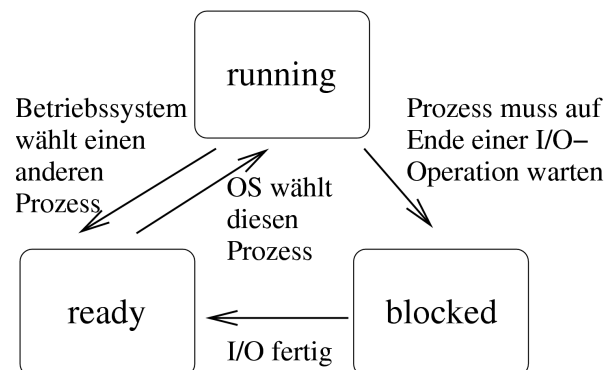 running
Betriebssystem
wählt einen
anderen
Prozess
Prozess muss auf
Ende einer I/O–
Operation warten
OS wählt
diesen
Prozess
ready
blocked
I/O fertig